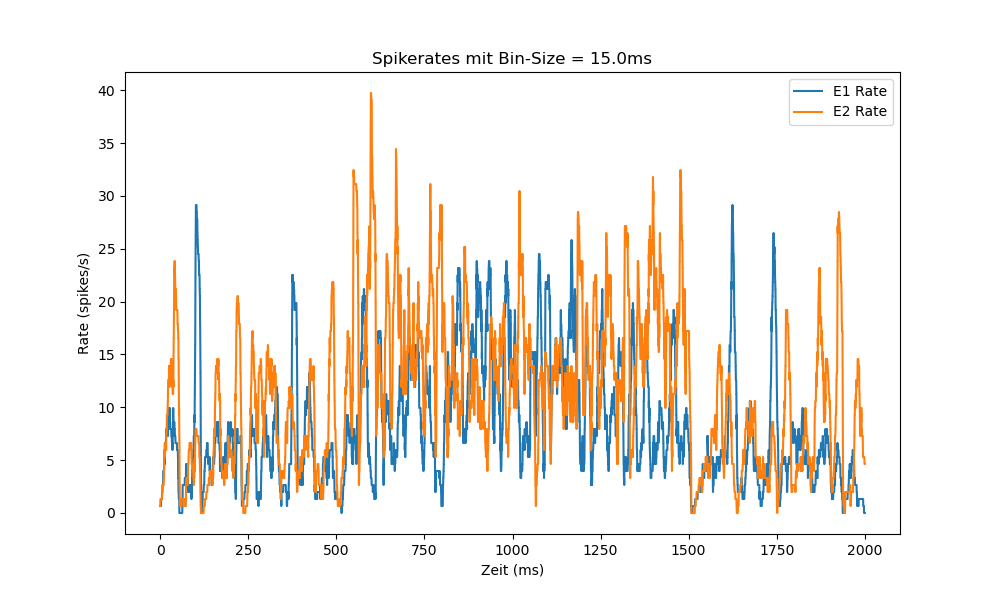 Spikerates mit Bin-Size = 15.0ms
E1 Rate
E2 Rate
40
35
30
25
20
15
10
5
0
Rate (spikes/s)
0 250 500 750 1000 1250 1500 1750 2000
Zeit (ms)